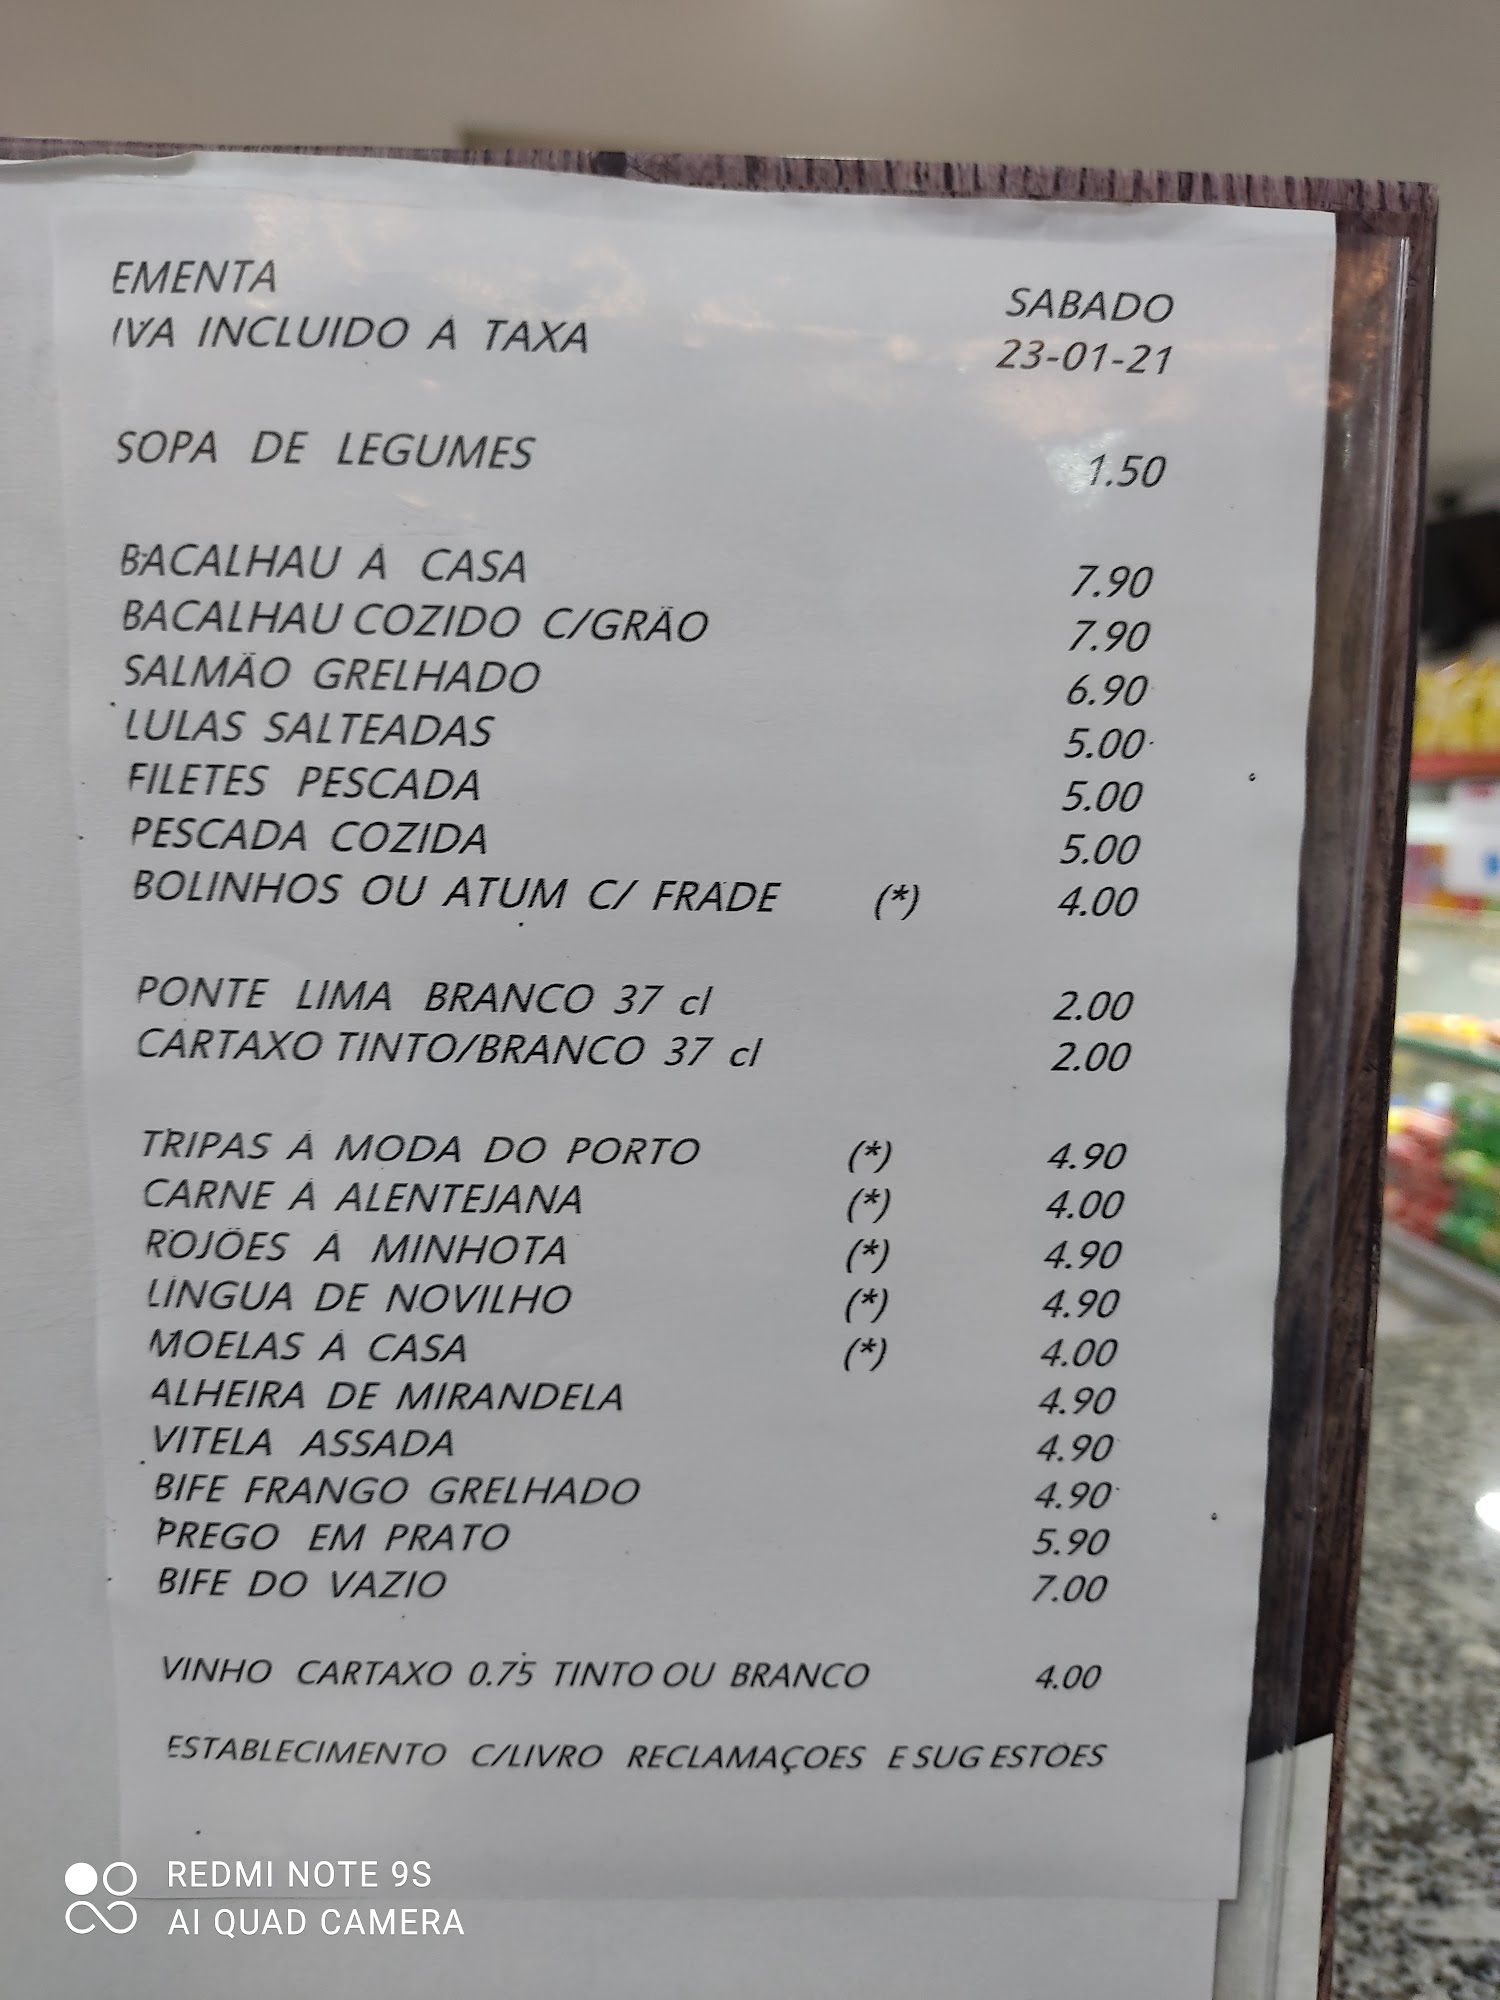 EMENTA
IVA INCLUIDO Á TAXA
SABADO
23-01-21
SOPA DE LEGUMES 1.50
BACALHAU Á CASA 7.90
BACALHAU COZIDO C/GRÃO 7.90
SALMÃO GRELHADO 6.90
LULAS SALTEADAS 5.00
FILETES PESCADA 5.00
PESCADA COZIDA 5.00
BOLINHOS OU ATUM C/ FRADE (*) 4.00
PONTE LIMA BRANCO 37 cl 2.00
CARTAXO TINTO/BRANCO 37 cl 2.00
TRIPAS Á MODA DO PORTO (*) 4.90
CARNE Á ALENTEJANA (*) 4.00
ROJÕES Á MINHOTA (*) 4.90
LÍNGUA DE NOVILHO (*) 4.90
MOELAS Á CASA (*) 4.00
ALHEIRA DE MIRANDELA 4.90
VITELA ASSADA 4.90
BIFE FRANGO GRELHADO 4.90
PREGO EM PRATO 5.90
BIFE DO VAZIO 7.00
VINHO CARTAXO 0.75 TINTO OU BRANCO 4.00
ESTABLECIMENTO C/LIVRO RECLAMAÇOES E SUG ESTÕES
REDMI NOTE 9S
AI QUAD CAMERA